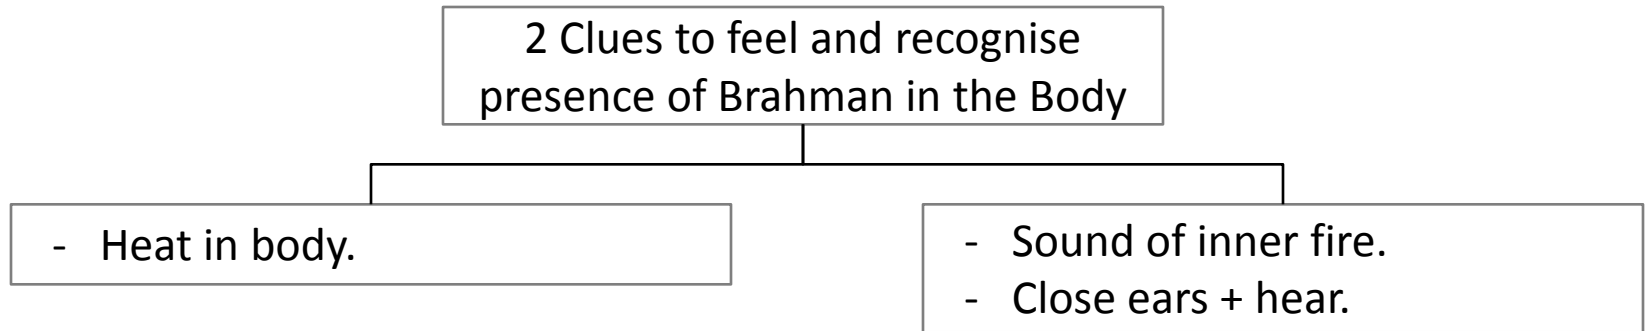 2 Clues to feel and recognise
presence of Brahman in the Body
- Heat in body.
- Sound of inner fire.
- Close ears + hear.